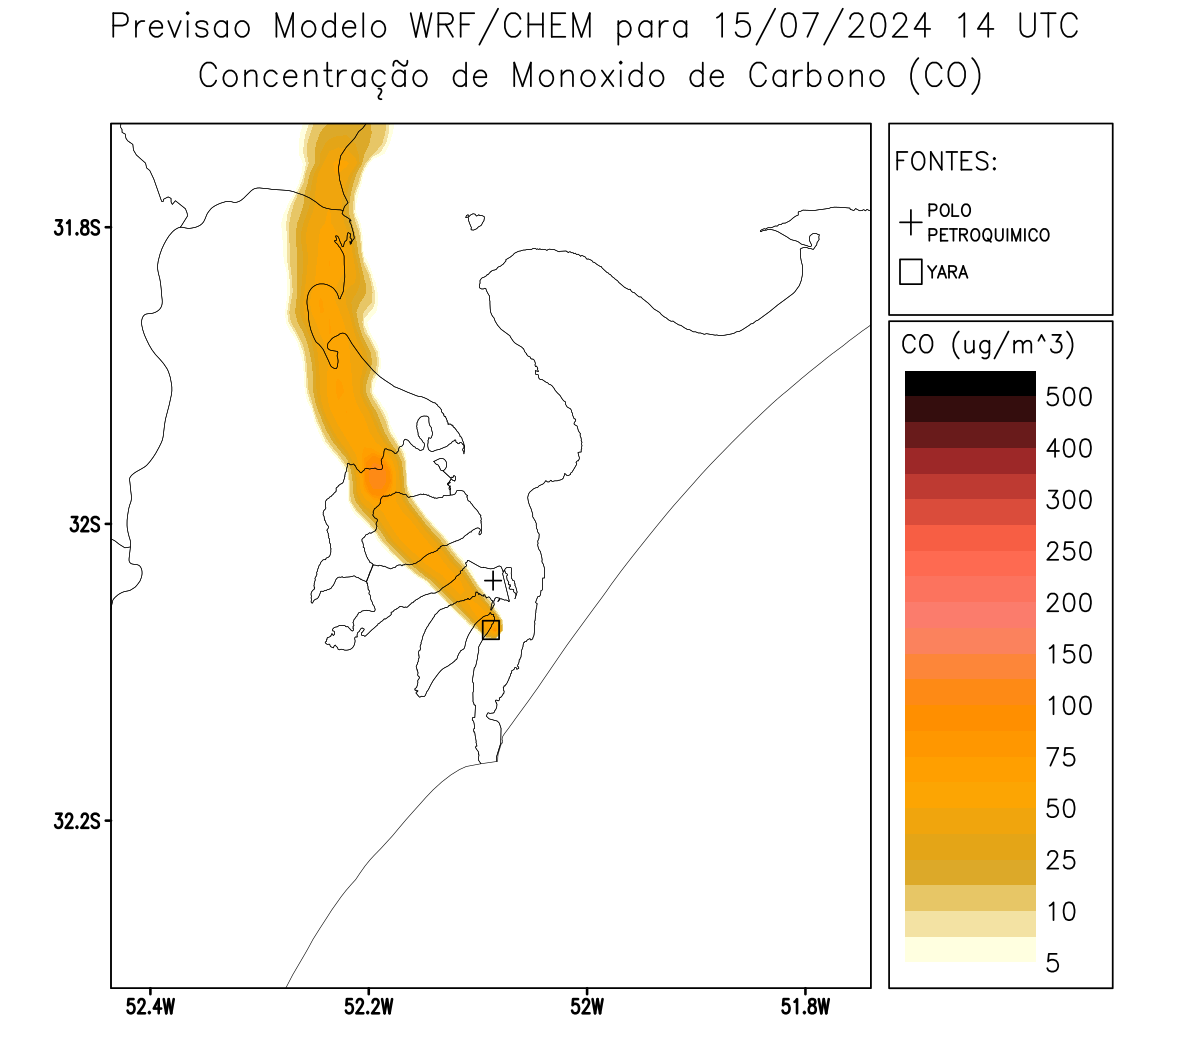 Previsao Modelo WRF/CHEM para 15/07/2024 14 UTC
Concentração de Monoxido de Carbono (CO)
FONTES:
POLO
PETROQUIMICO
YARA
CO (ug/m^3)
500
400
300
250
200
150
100
75
50
25
10
5
31.8S
32S
32.2S
52.4W
52.2W
52W
51.8W